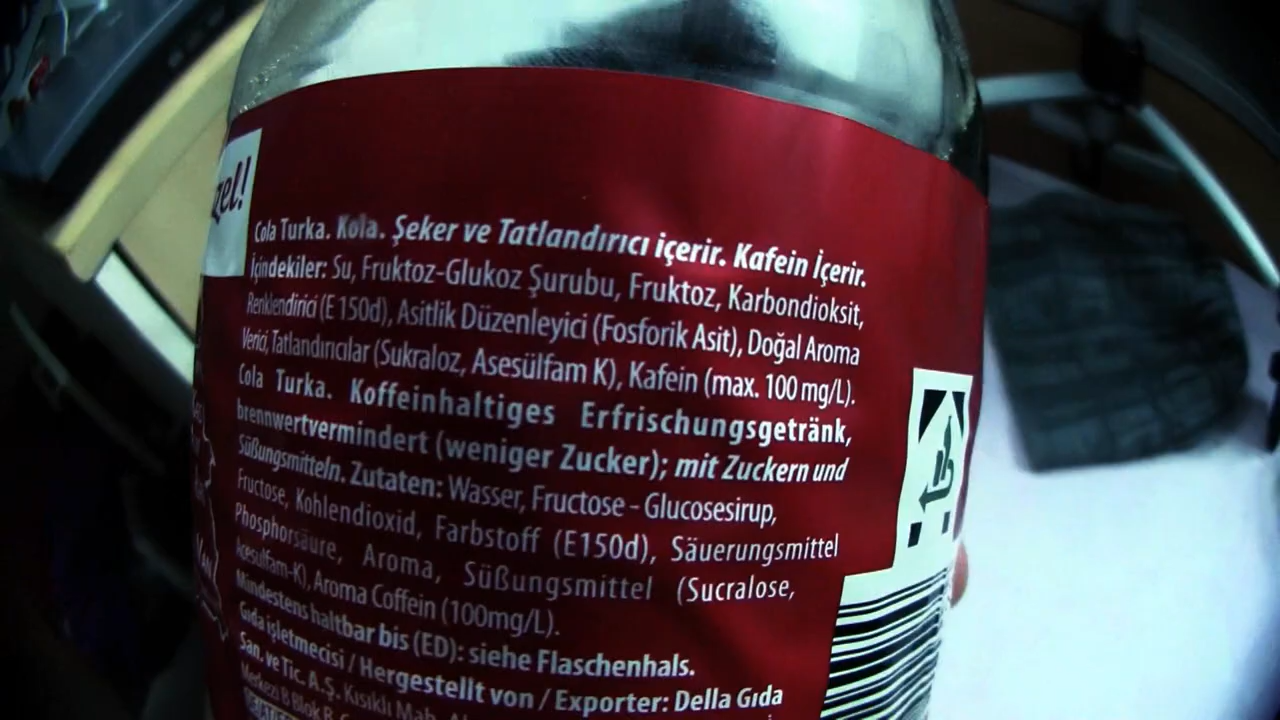 zel!
Cola Turka. Kola. Şeker ve Tatlandırıcı içerir. Kafein İçerir.
İçindekiler: Su, Fruktoz-Glukoz Şurubu, Fruktoz, Karbondioksit,
Renklendirici (E 150d), Asitlik Düzenleyici (Fosforik Asit), Doğal Aroma
Verici, Tatlandırıcılar (Sukraloz, Asesülfam K), Kafein (max. 100 mg/L).
Cola Turka. Koffeinhaltiges Erfrischungsgetränk,
brennwertvermindert (weniger Zucker); mit Zuckern und
Süßungsmitteln. Zutaten: Wasser, Fructose - Glucosesirup,
Fructose, Kohlendioxid, Farbstoff (E150d), Säuerungsmittel
Phosphorsäure, Aroma, Süßungsmittel (Sucralose,
Acesulfam-K), Aroma Coffein (100mg/L).
Mindestens haltbar bis (ED): siehe Flaschenhals.
Gıda işletmecisi / Hergestellt von / Exporter: Della Gıda
San. ve Tic. A.Ş. Kısıklı Mah.
Merkezi B Blok
VAN